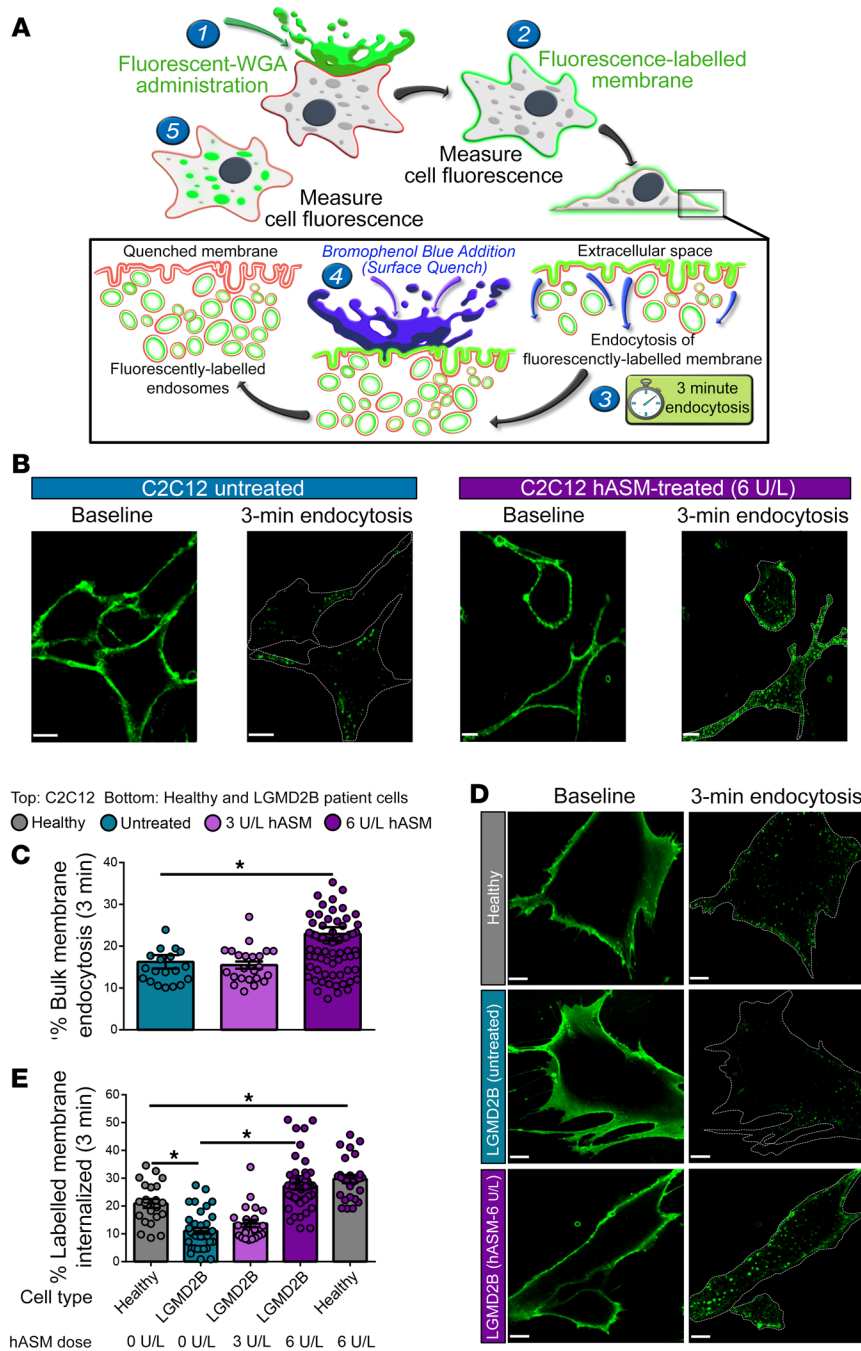 A
1
Fluorescent-WGA
administration
2
Fluorescence-labelled
membrane
5
Measure
cell fluorescence
Measure
cell fluorescence
Quenched membrane
Fluorescently-labelled
endosomes
Bromophenol Blue Addition
(Surface Quench)
4
Extracellular space
Endocytosis of
fluorescenctly-labelled membrane
3
3 minute
endocytosis
B
C2C12 untreated
C2C12 hASM-treated (6 U/L)
Baseline
3-min endocytosis
Baseline
3-min endocytosis
Top: C2C12 Bottom: Healthy and LGMD2B patient cells
Healthy Untreated 3 U/L hASM 6 U/L hASM
C
% Bulk membrane
endocytosis (3 min)
40
30
20
10
0
*
D
Baseline
3-min endocytosis
Healthy
LGMD2B (untreated)
LGMD2B (hASM-6 U/L)
E
% Labelled membrane
internalized (3 min)
60
50
40
30
20
10
0
*
*
*
Cell type
Healthy
LGMD2B
LGMD2B
LGMD2B
Healthy
hASM dose
0 U/L 0 U/L 3 U/L 6 U/L 6 U/L